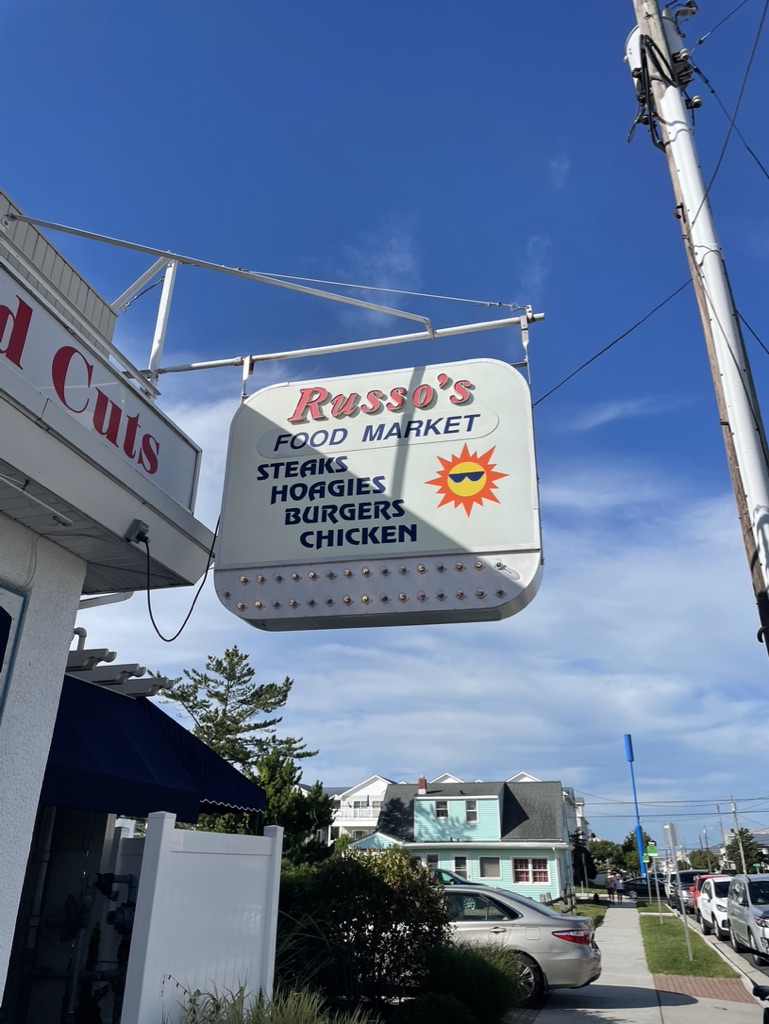 Russo's
FOOD MARKET
STEAKS
HOAGIES
BURGERS
CHICKEN
Cuts